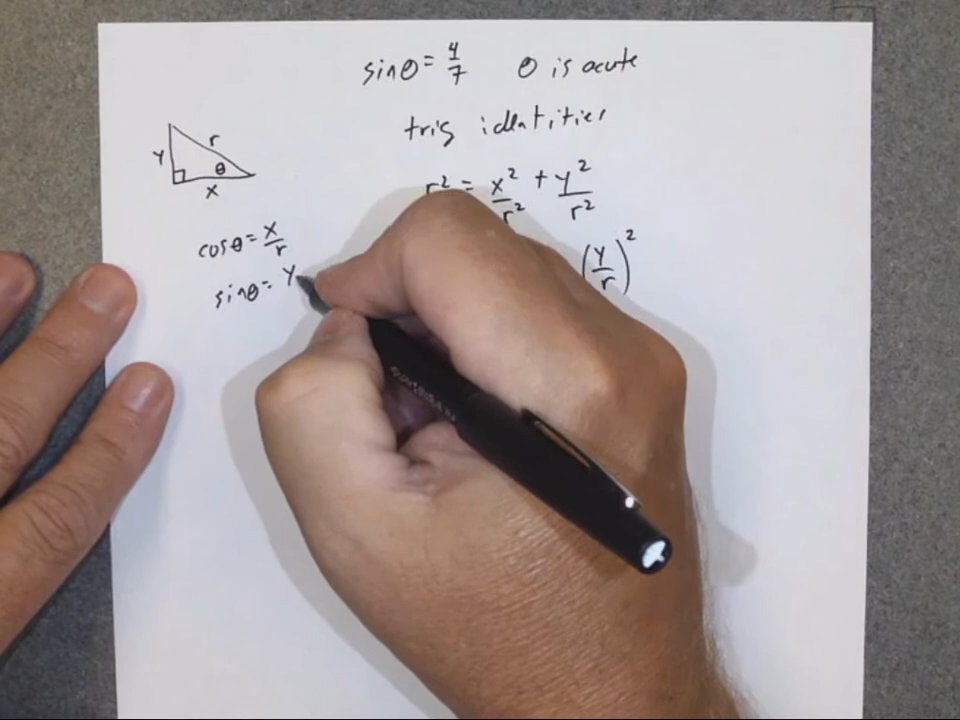 sinθ = 4/7 θ is acute
trig identities
y r θ x
r² = x²/r² + y²/r²
cosθ = x/r
(y/r)²
sinθ = y